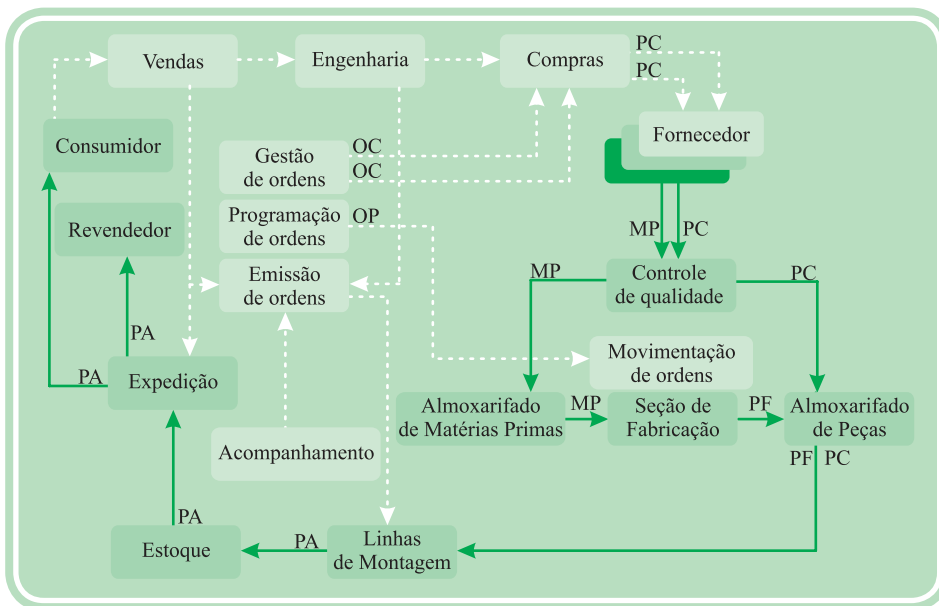 Vendas
Engenharia
Compras
PC
PC
Fornecedor
Consumidor
Gestão
de ordens
OC
OC
Revendedor
Programação
de ordens
OP
MP
PC
Emissão
de ordens
MP
Controle
de qualidade
PC
PA
Movimentação
de ordens
PA
Expedição
Almoxarifado
de Matérias Primas
MP
Seção de
Fabricação
PF
Almoxarifado
de Peças
Acompanhamento
PF
PC
PA
Estoque
PA
Linhas
de Montagem